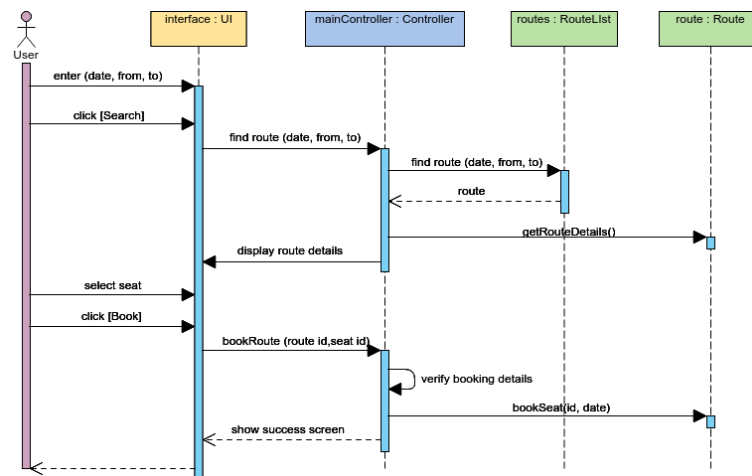 interface : UI
mainController : Controller
routes : RouteLIst
route : Route
User
enter (date, from, to)
click [Search]
find route (date, from, to)
find route (date, from, to)
route
getRouteDetails()
display route details
select seat
click [Book]
bookRoute (route id,seat id)
verify booking details
bookSeat(id, date)
show success screen